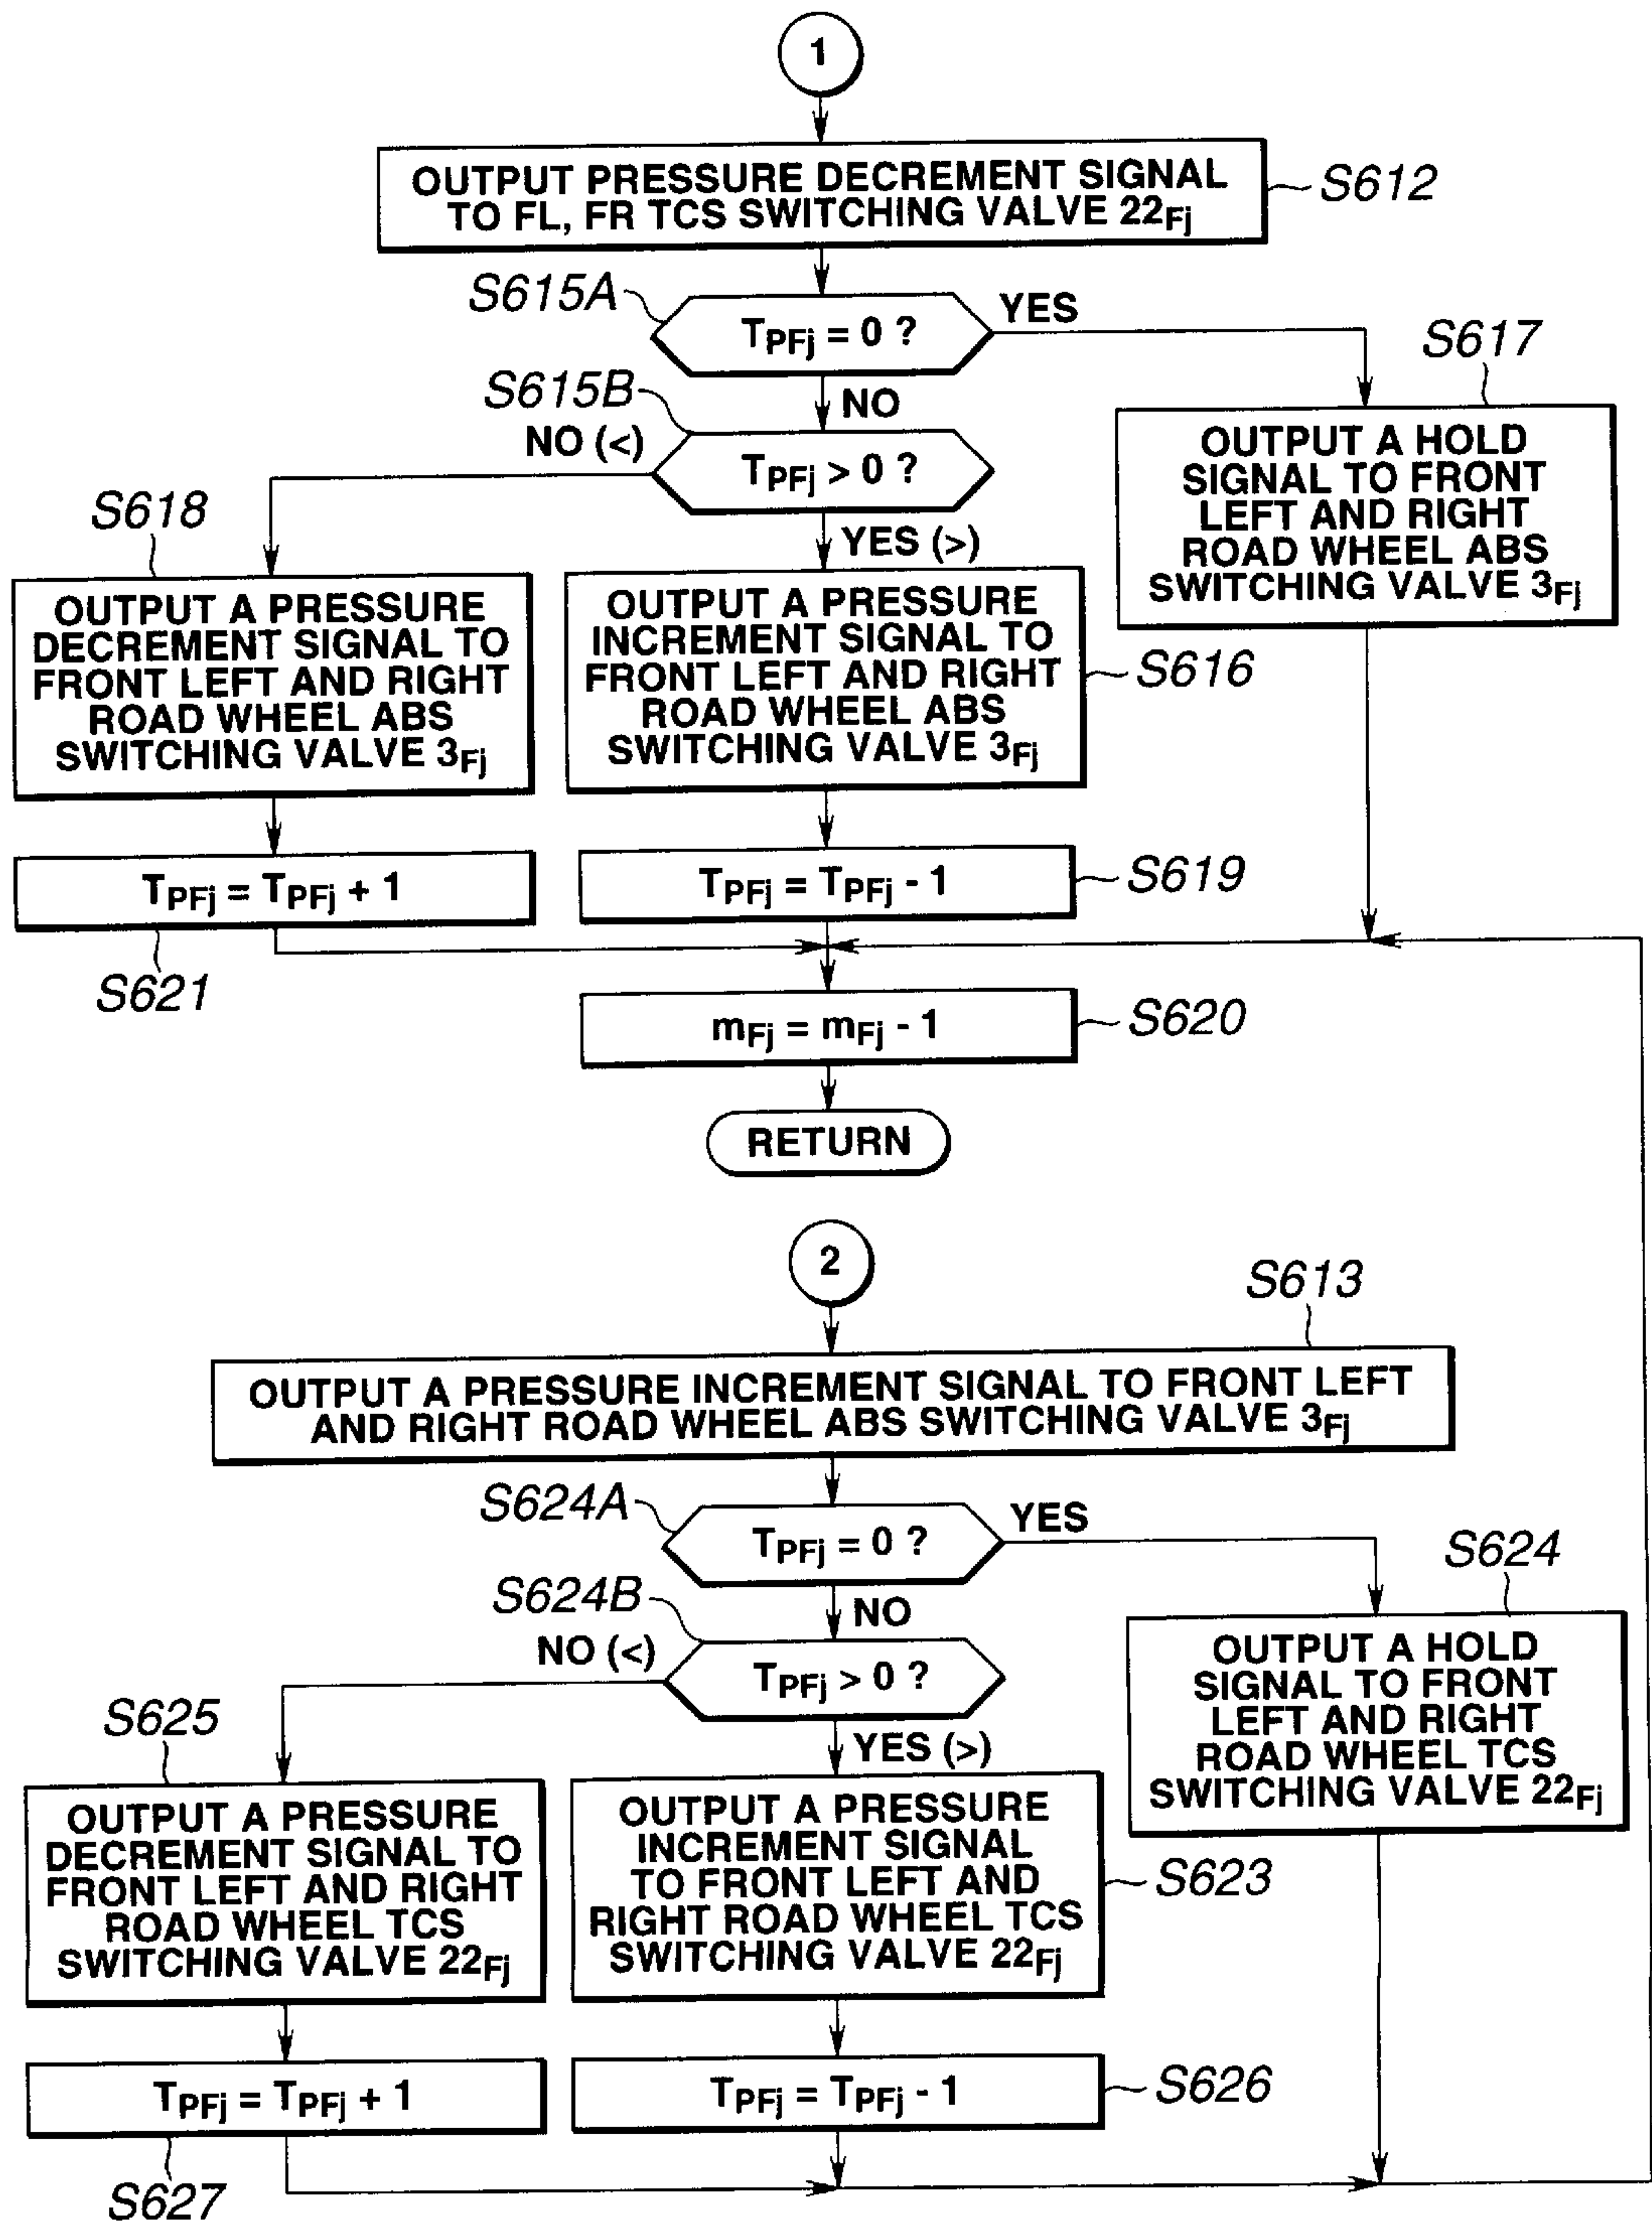 1
OUTPUT PRESSURE DECREMENT SIGNAL
TO FL, FR TCS SWITCHING VALVE 22Fj
S612
S615A
TPFj = 0 ?
YES
S617
NO
S615B
NO (<)
TPFj > 0 ?
OUTPUT A HOLD
SIGNAL TO FRONT
LEFT AND RIGHT
ROAD WHEEL ABS
SWITCHING VALVE 3Fj
S618
YES (>)
OUTPUT A PRESSURE
DECREMENT SIGNAL TO
FRONT LEFT AND RIGHT
ROAD WHEEL ABS
SWITCHING VALVE 3Fj
OUTPUT A PRESSURE
INCREMENT SIGNAL TO
FRONT LEFT AND RIGHT
ROAD WHEEL ABS
SWITCHING VALVE 3Fj
S616
TPFj = TPFj + 1
TPFj = TPFj - 1
S619
S621
mFj = mFj - 1
S620
RETURN
2
S613
OUTPUT A PRESSURE INCREMENT SIGNAL TO FRONT LEFT
AND RIGHT ROAD WHEEL ABS SWITCHING VALVE 3Fj
S624A
TPFj = 0 ?
YES
S624
NO
S624B
NO (<)
TPFj > 0 ?
OUTPUT A HOLD
SIGNAL TO FRONT
LEFT AND RIGHT
ROAD WHEEL TCS
SWITCHING VALVE 22Fj
S625
YES (>)
OUTPUT A PRESSURE
DECREMENT SIGNAL TO
FRONT LEFT AND RIGHT
ROAD WHEEL TCS
SWITCHING VALVE 22Fj
OUTPUT A PRESSURE
INCREMENT SIGNAL
TO FRONT LEFT AND
RIGHT ROAD WHEEL TCS
SWITCHING VALVE 22Fj
S623
TPFj = TPFj + 1
TPFj = TPFj - 1
S626
S627